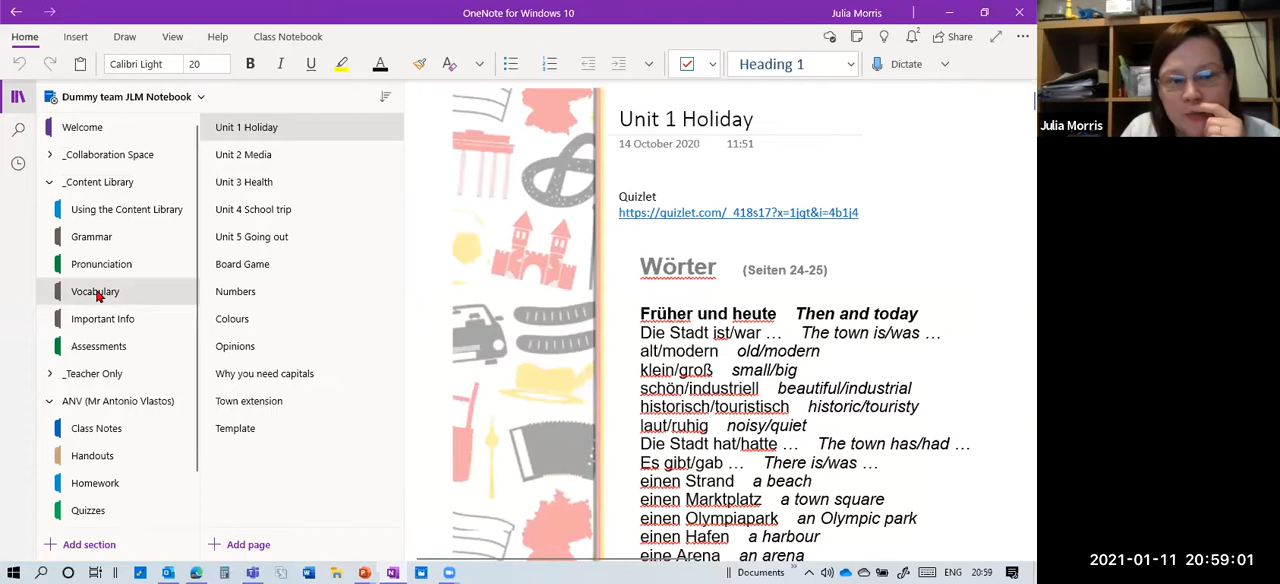 OneNote for Windows 10
Julia Morris
Home Insert Draw View Help Class Notebook
Share
Calibri Light 20 B I U A Heading 1 Dictate
Dummy team JLM Notebook
Welcome
_Collaboration Space
_Content Library
Using the Content Library
Grammar
Pronunciation
Vocabulary
Important Info
Assessments
_Teacher Only
ANV (Mr Antonio Vlastos)
Class Notes
Handouts
Homework
Quizzes
Add section
Unit 1 Holiday
Unit 2 Media
Unit 3 Health
Unit 4 School trip
Unit 5 Going out
Board Game
Numbers
Colours
Opinions
Why you need capitals
Town extension
Template
Add page
Unit 1 Holiday
14 October 2020 11:51
Quizlet
https://quizlet.com/_418s17?x=1jqt&i=4b1j4
Wörter (Seiten 24-25)
Früher und heute Then and today
Die Stadt ist/war … The town is/was …
alt/modern old/modern
klein/groß small/big
schön/industriell beautiful/industrial
historisch/touristisch historic/touristy
laut/ruhig noisy/quiet
Die Stadt hat/hatte … The town has/had …
Es gibt/gab … There is/was …
einen Strand a beach
einen Marktplatz a town square
einen Olympiapark an Olympic park
einen Hafen a harbour
eine Arena an arena
Julia Morris
2021-01-11 20:59:01
Documents
ENG 20:59